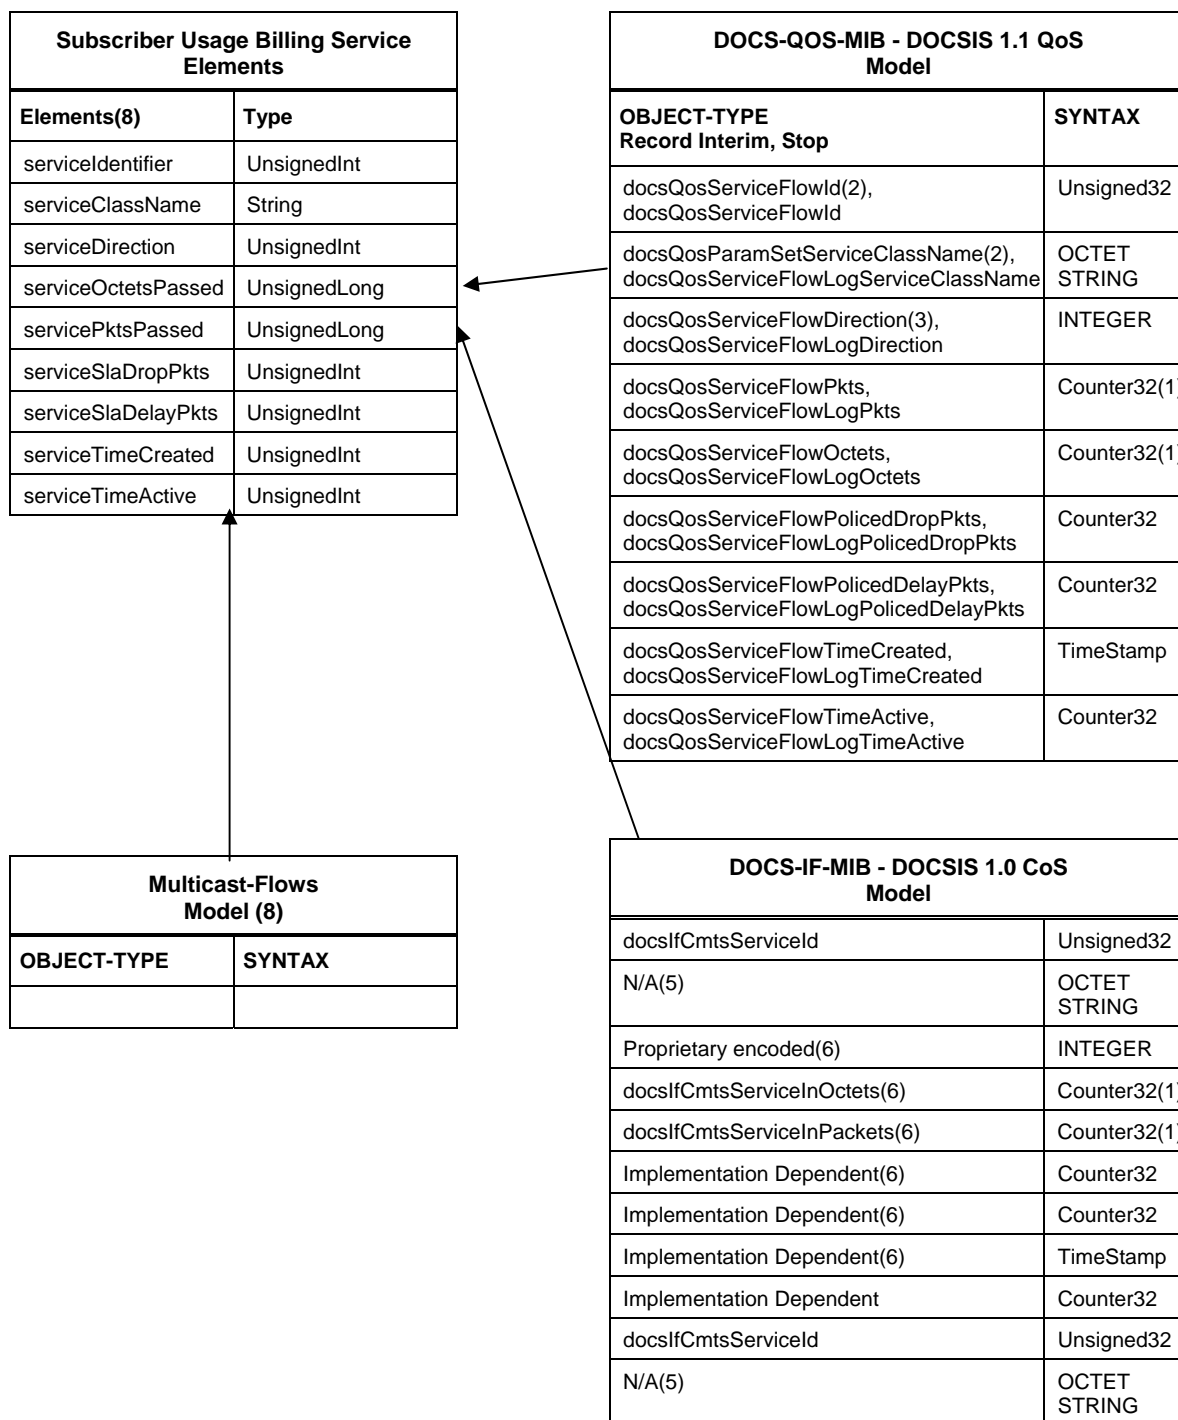 Subscriber Usage Billing Service
Elements
Elements(8) Type
serviceIdentifier UnsignedInt
serviceClassName String
serviceDirection UnsignedInt
serviceOctetsPassed UnsignedLong
servicePktsPassed UnsignedLong
serviceSlaDropPkts UnsignedInt
serviceSlaDelayPkts UnsignedInt
serviceTimeCreated UnsignedInt
serviceTimeActive UnsignedInt
DOCS-QOS-MIB - DOCSIS 1.1 QoS
Model
OBJECT-TYPE SYNTAX
Record Interim, Stop
docsQosServiceFlowId(2), Unsigned32
docsQosServiceFlowId
docsQosParamSetServiceClassName(2), OCTET
docsQosServiceFlowLogServiceClassName STRING
docsQosServiceFlowDirection(3), INTEGER
docsQosServiceFlowLogDirection
docsQosServiceFlowPkts, Counter32(1)
docsQosServiceFlowLogPkts
docsQosServiceFlowOctets, Counter32(1)
docsQosServiceFlowLogOctets
docsQosServiceFlowPolicedDropPkts, Counter32
docsQosServiceFlowLogPolicedDropPkts
docsQosServiceFlowPolicedDelayPkts, Counter32
docsQosServiceFlowLogPolicedDelayPkts
docsQosServiceFlowTimeCreated, TimeStamp
docsQosServiceFlowLogTimeCreated
docsQosServiceFlowTimeActive, Counter32
docsQosServiceFlowLogTimeActive
Multicast-Flows
Model (8)
OBJECT-TYPE SYNTAX
DOCS-IF-MIB - DOCSIS 1.0 CoS
Model
docsIfCmtsServiceId Unsigned32
N/A(5) OCTET
STRING
Proprietary encoded(6) INTEGER
docsIfCmtsServiceInOctets(6) Counter32(1)
docsIfCmtsServiceInPackets(6) Counter32(1)
Implementation Dependent(6) Counter32
Implementation Dependent(6) Counter32
Implementation Dependent(6) TimeStamp
Implementation Dependent Counter32
docsIfCmtsServiceId Unsigned32
N/A(5) OCTET
STRING